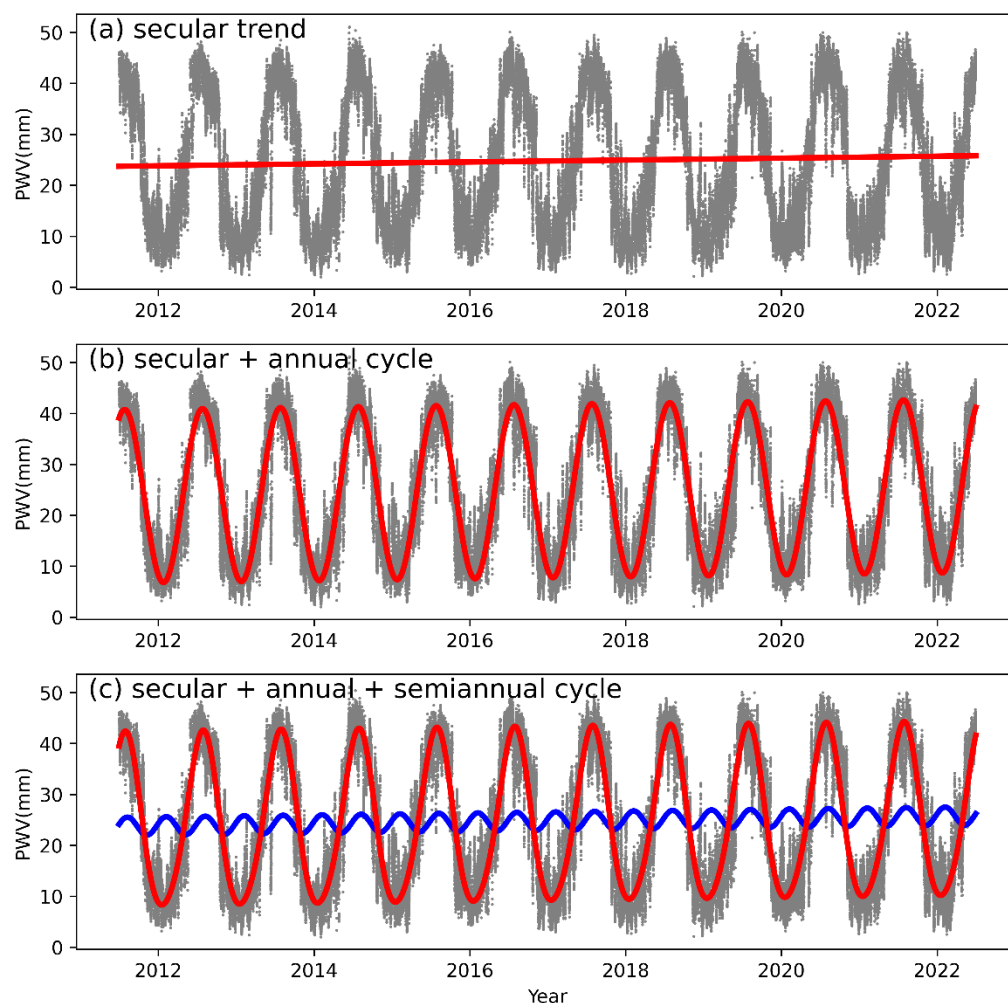 (a) secular trend
50
40
30
20
10
0
PWV(mm)
2012 2014 2016 2018 2020 2022
(b) secular + annual cycle
50
40
30
20
10
0
PWV(mm)
2012 2014 2016 2018 2020 2022
(c) secular + annual + semiannual cycle
50
40
30
20
10
0
PWV(mm)
2012 2014 2016 2018 2020 2022
Year